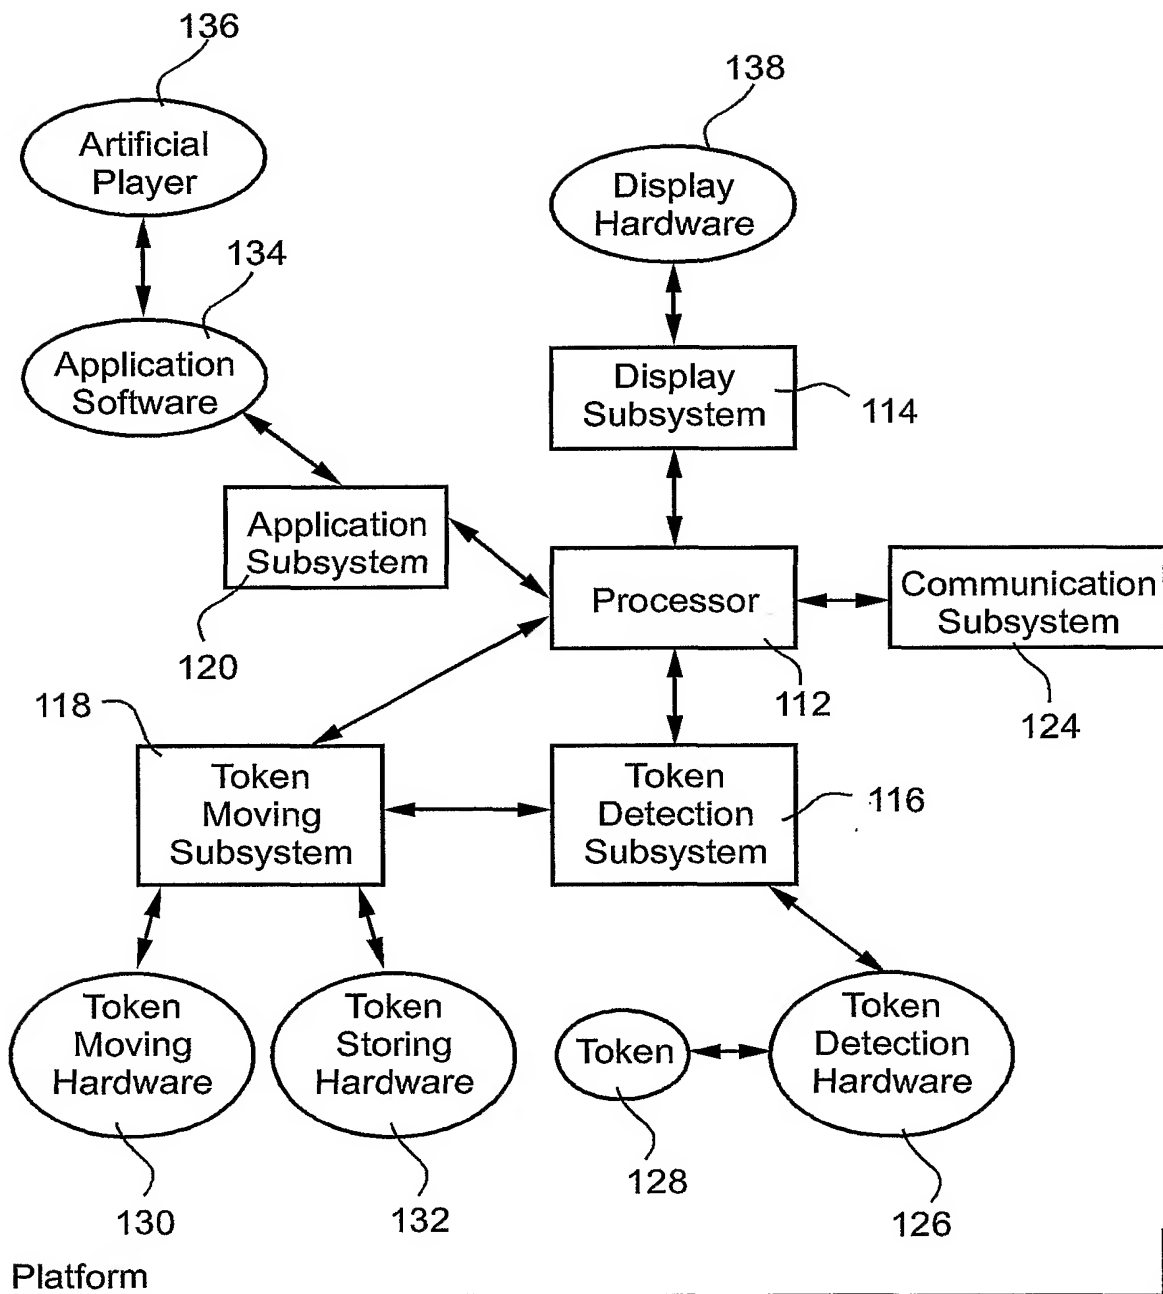 136
Artificial
Player
138
Display
Hardware
134
Application
Software
Display
Subsystem
114
Application
Subsystem
120
Processor
112
Communication
Subsystem
124
118
Token
Moving
Subsystem
Token
Detection
Subsystem
116
Token
Moving
Hardware
130
Token
Storing
Hardware
132
Token
128
Token
Detection
Hardware
126
Platform